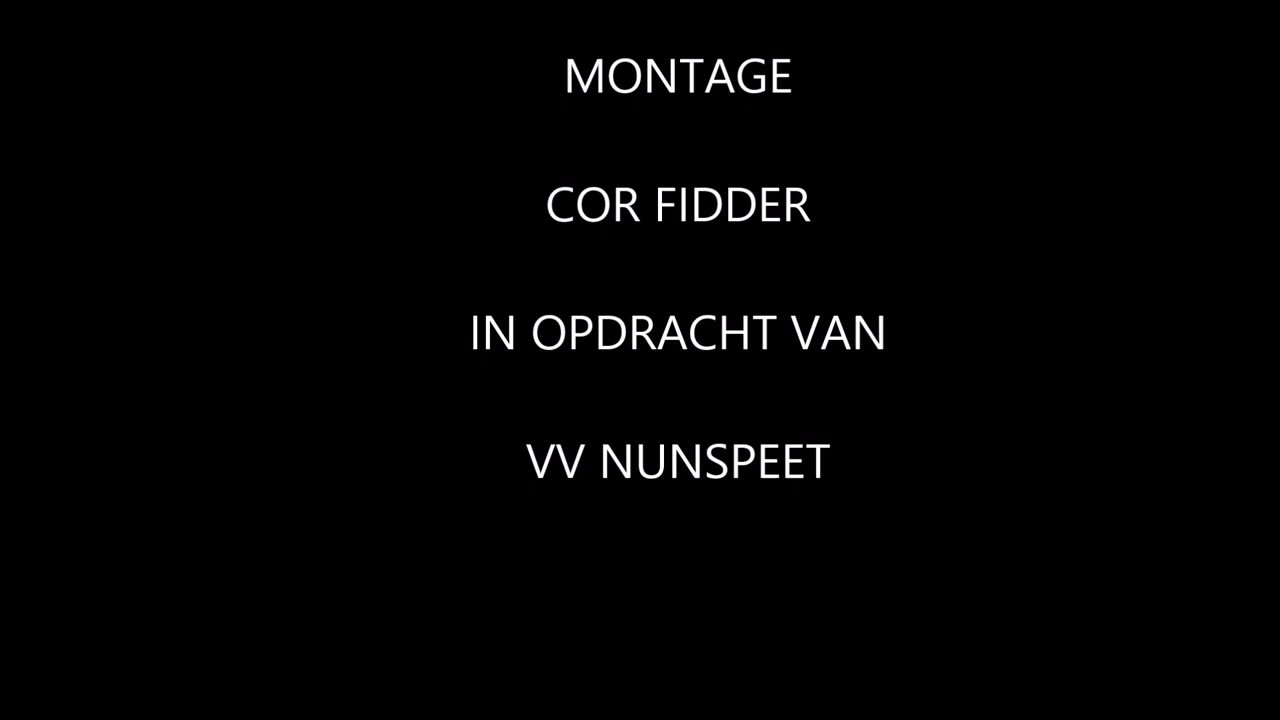 MONTAGE
COR FIDDER
IN OPDRACHT VAN
VV NUNSPEET